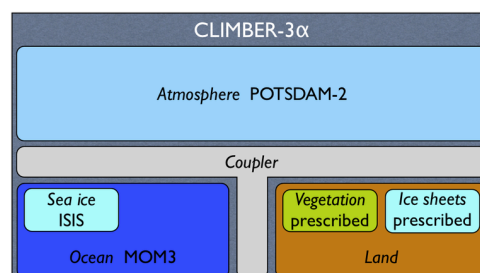 CLIMBER-3α
Atmosphere POTSDAM-2
Coupler
Sea ice
ISIS
Ocean MOM3
Vegetation
prescribed
Ice sheets
prescribed
Land